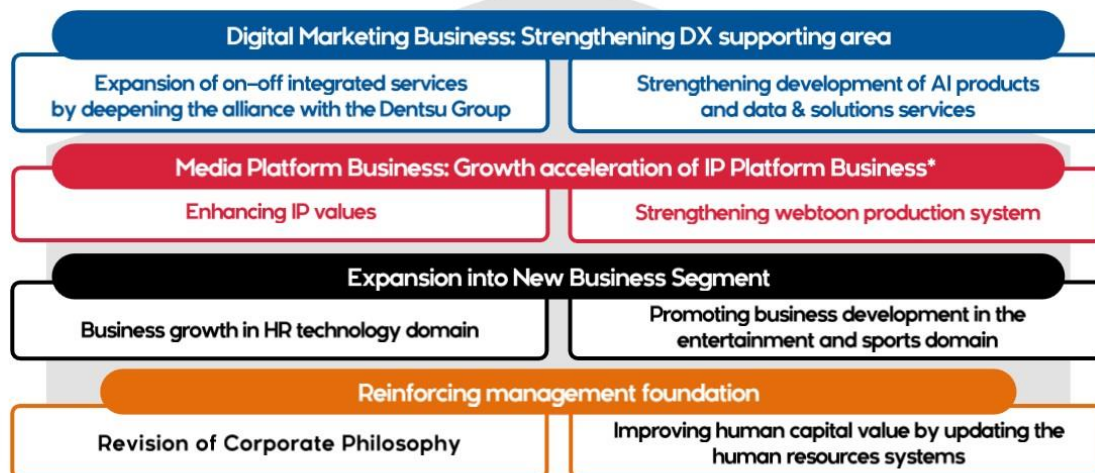 Digital Marketing Business: Strengthening DX supporting area
Expansion of on-off integrated services
by deepening the alliance with the Dentsu Group
Strengthening development of AI products
and data & solutions services
Media Platform Business: Growth acceleration of IP Platform Business*
Enhancing IP values
Strengthening webtoon production system
Expansion into New Business Segment
Business growth in HR technology domain
Promoting business development in the
entertainment and sports domain
Reinforcing management foundation
Revision of Corporate Philosophy
Improving human capital value by updating the
human resources systems